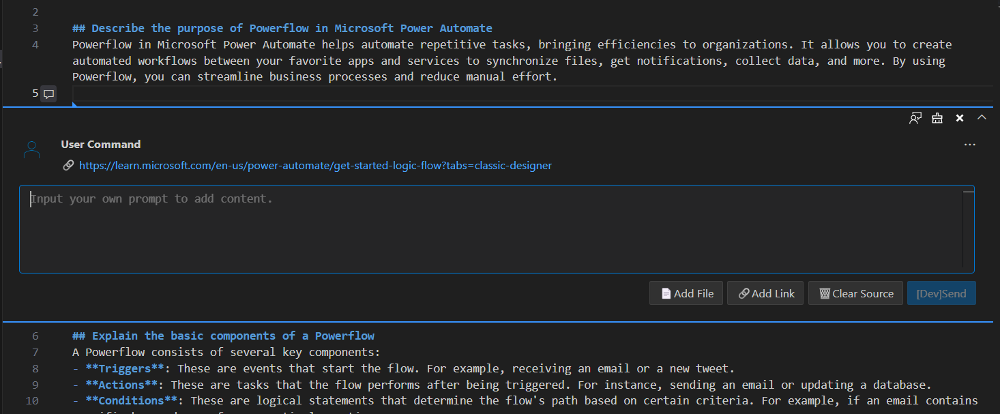 2
3 ## Describe the purpose of Powerflow in Microsoft Power Automate
4 Powerflow in Microsoft Power Automate helps automate repetitive tasks, bringing efficiencies to organizations. It allows you to create
automated workflows between your favorite apps and services to synchronize files, get notifications, collect data, and more. By using
Powerflow, you can streamline business processes and reduce manual effort.
5
User Command
https://learn.microsoft.com/en-us/power-automate/get-started-logic-flow?tabs=classic-designer
Input your own prompt to add content.
Add File Add Link Clear Source [Dev]Send
6 ## Explain the basic components of a Powerflow
7 A Powerflow consists of several key components:
8 - **Triggers**: These are events that start the flow. For example, receiving an email or a new tweet.
9 - **Actions**: These are tasks that the flow performs after being triggered. For instance, sending an email or updating a database.
10 - **Conditions**: These are logical statements that determine the flow's path based on certain criteria. For example, if an email contains